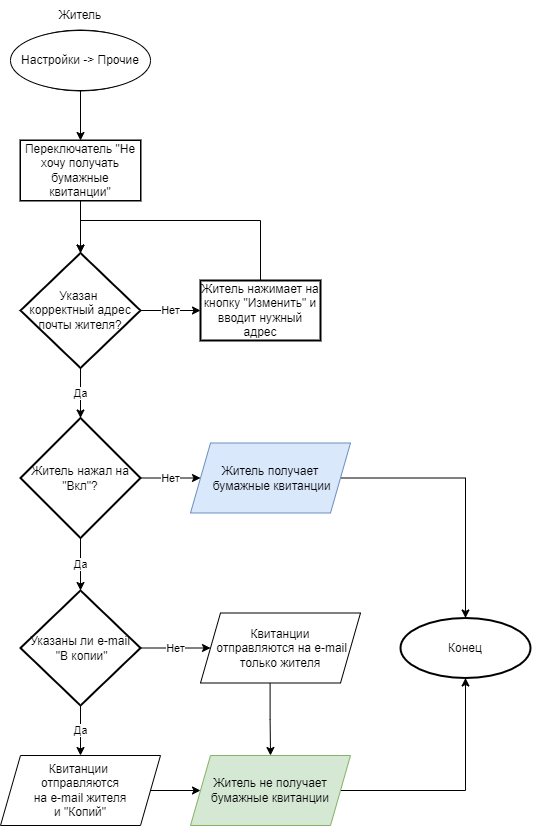 Житель
Настройки -> Прочие
Переключатель "Не
хочу получать
бумажные
квитанции"
Указан
корректный адрес
почты жителя?
Нет
Житель нажимает на
кнопку "Изменить" и
вводит нужный
адрес
Да
Житель нажал на
"Вкл"?
Нет
Житель получает
бумажные квитанции
Да
Указаны ли e-mail
"В копии"
Нет
Квитанции
отправляются на e-mail
только жителя
Конец
Да
Квитанции
отправляются
на e-mail жителя
и "Копий"
Житель не получает
бумажные квитанции